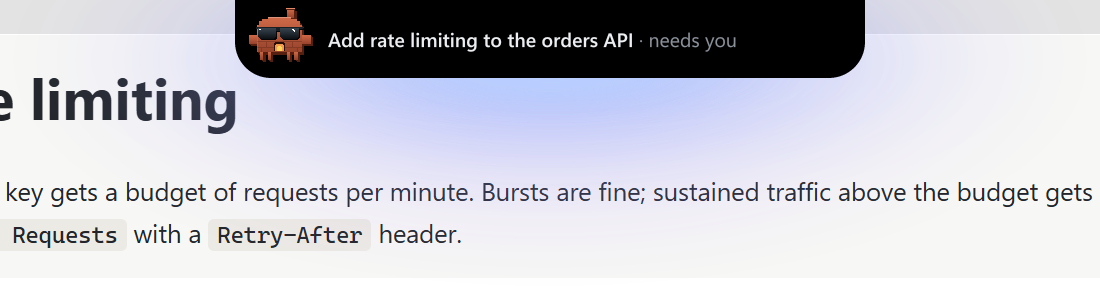 Add rate limiting to the orders API · needs you
limiting
key gets a budget of requests per minute. Bursts are fine; sustained traffic above the budget gets
Requests with a Retry-After header.